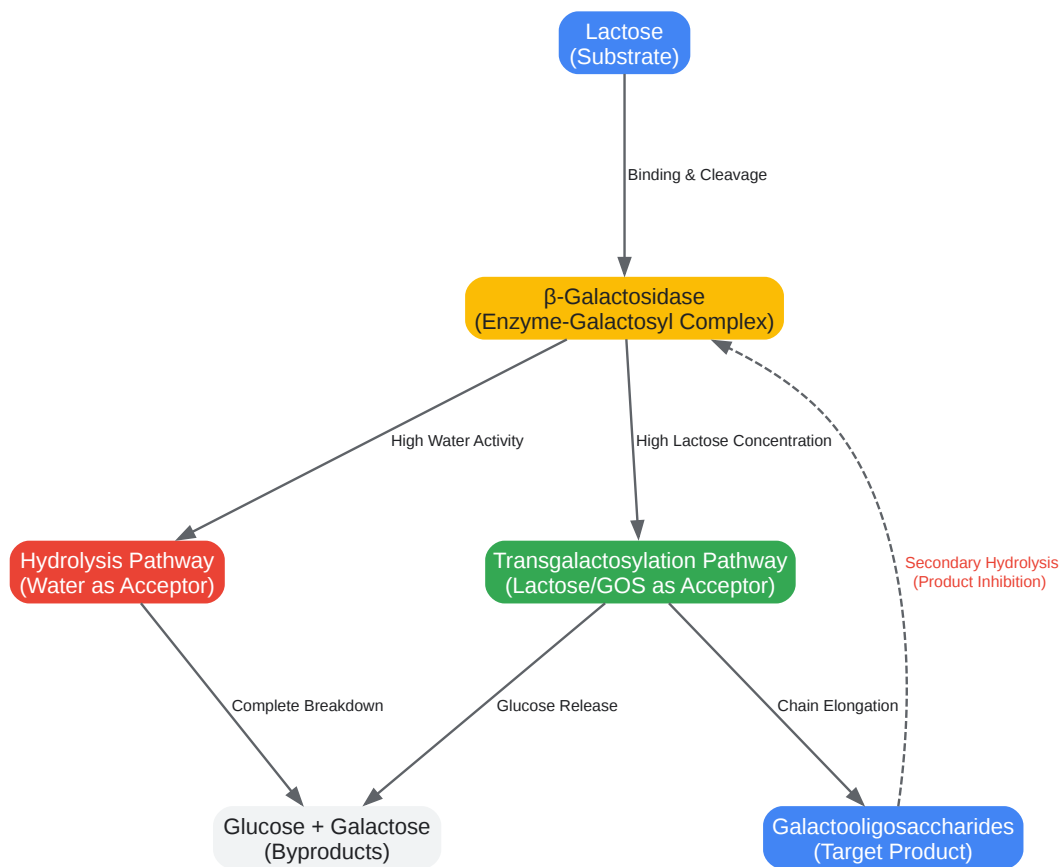 Lactose
(Substrate)
Binding & Cleavage
β-Galactosidase
(Enzyme-Galactosyl Complex)
High Water Activity
High Lactose Concentration
Hydrolysis Pathway
(Water as Acceptor)
Transgalactosylation Pathway
(Lactose/GOS as Acceptor)
Secondary Hydrolysis
(Product Inhibition)
Complete Breakdown
Glucose Release
Chain Elongation
Glucose + Galactose
(Byproducts)
Galactooligosaccharides
(Target Product)